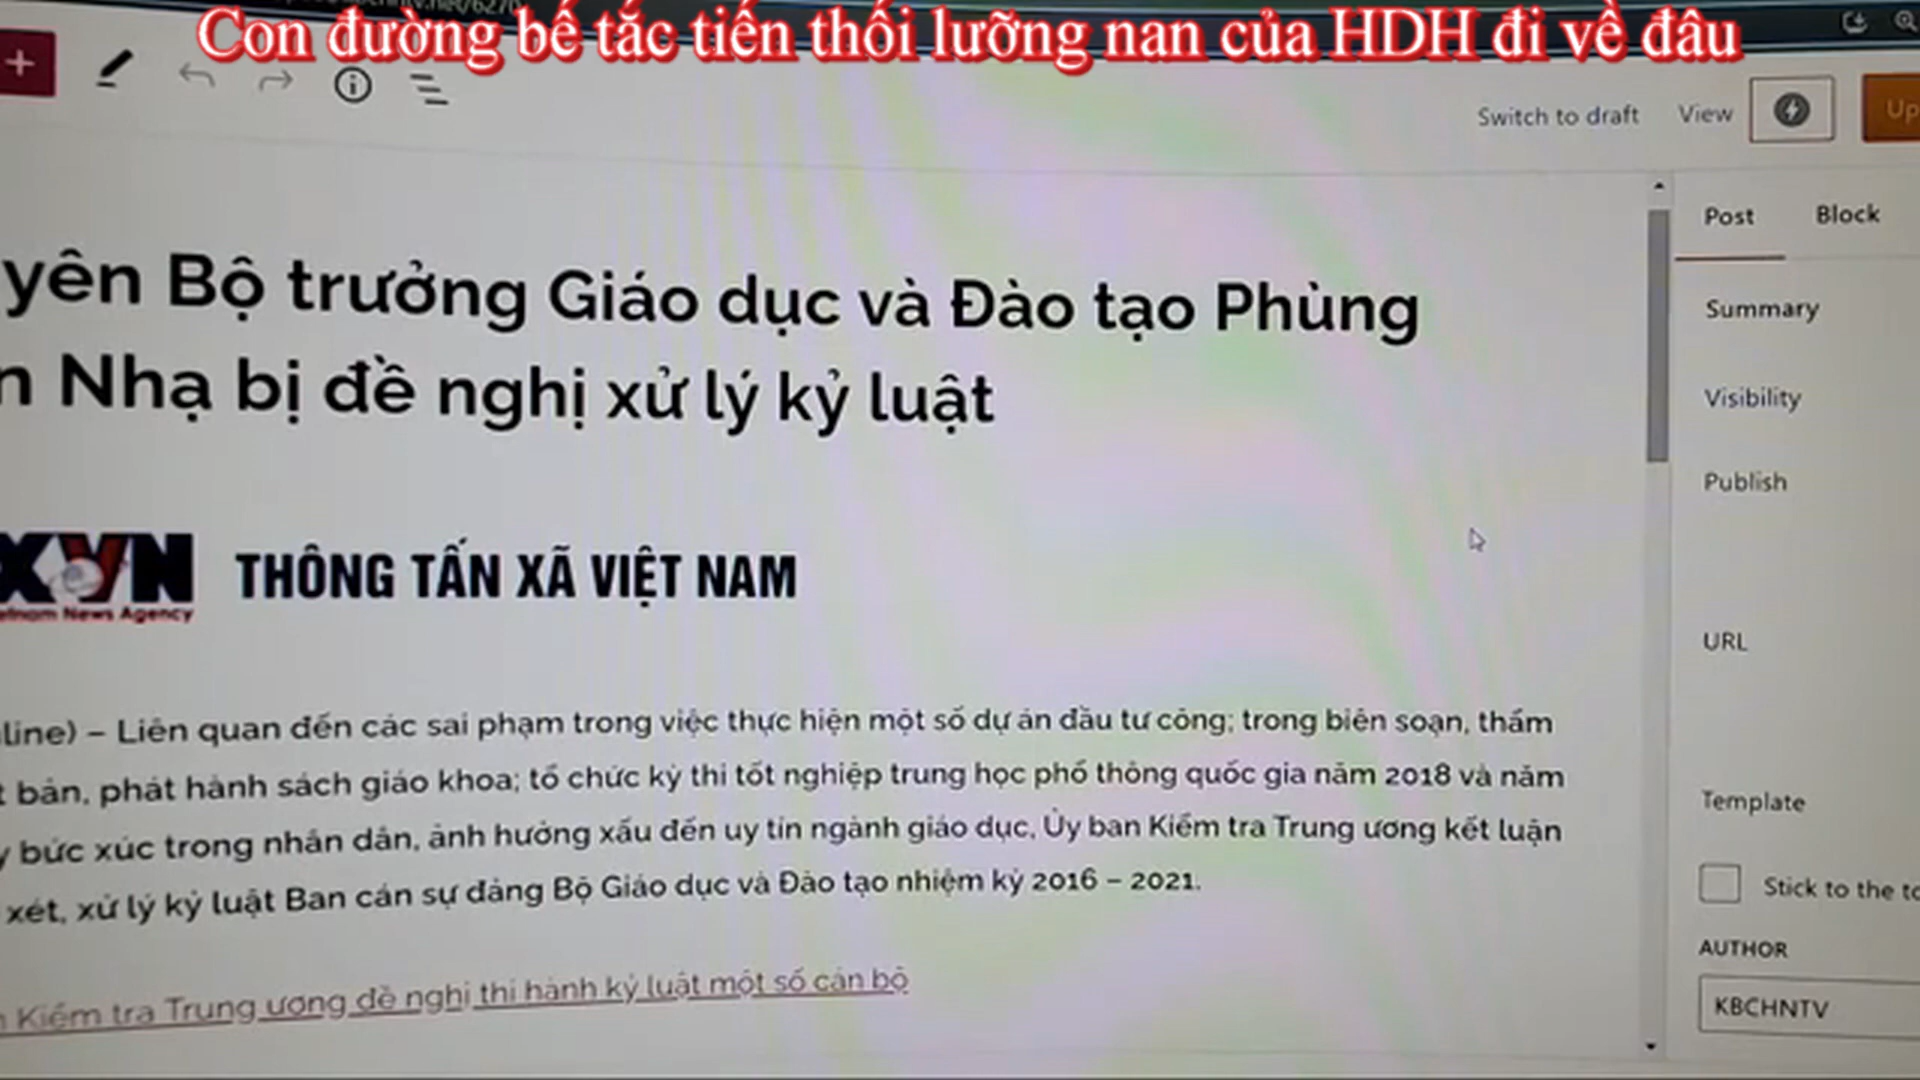 Con đường bế tắc tiến thối lưỡng nan của HDH đi về đâu
Switch to draft View
Post Block
yên Bộ trưởng Giáo dục và Đào tạo Phùng
n Nhạ bị đề nghị xử lý kỷ luật
Summary
Visibility
Publish
XVN THÔNG TẤN XÃ VIỆT NAM
News Agency
URL
line) – Liên quan đến các sai phạm trong việc thực hiện một số dự án đầu tư công; trong biên soạn, thẩm
t bản, phát hành sách giáo khoa; tổ chức kỳ thi tốt nghiệp trung học phổ thông quốc gia năm 2018 và năm
y bức xúc trong nhân dân, ảnh hưởng xấu đến uy tín ngành giáo dục, Ủy ban Kiểm tra Trung ương kết luận
xét, xử lý kỷ luật Ban cán sự đảng Bộ Giáo dục và Đào tạo nhiệm kỳ 2016 – 2021.
Template
Stick to the to
n Kiểm tra Trung ương đề nghị thi hành kỷ luật một số cán bộ
AUTHOR
KBCHNTV